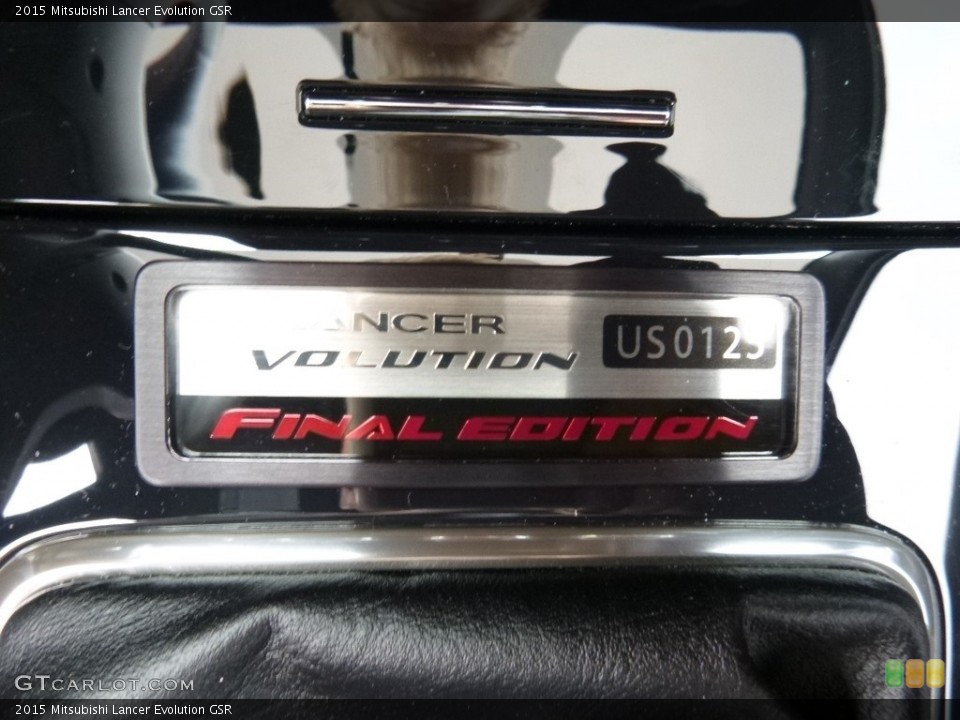 2015 Mitsubishi Lancer Evolution GSR
ANCER
VOLUTION
US0125
FINAL EDITION
GTCARLOT.COM
2015 Mitsubishi Lancer Evolution GSR